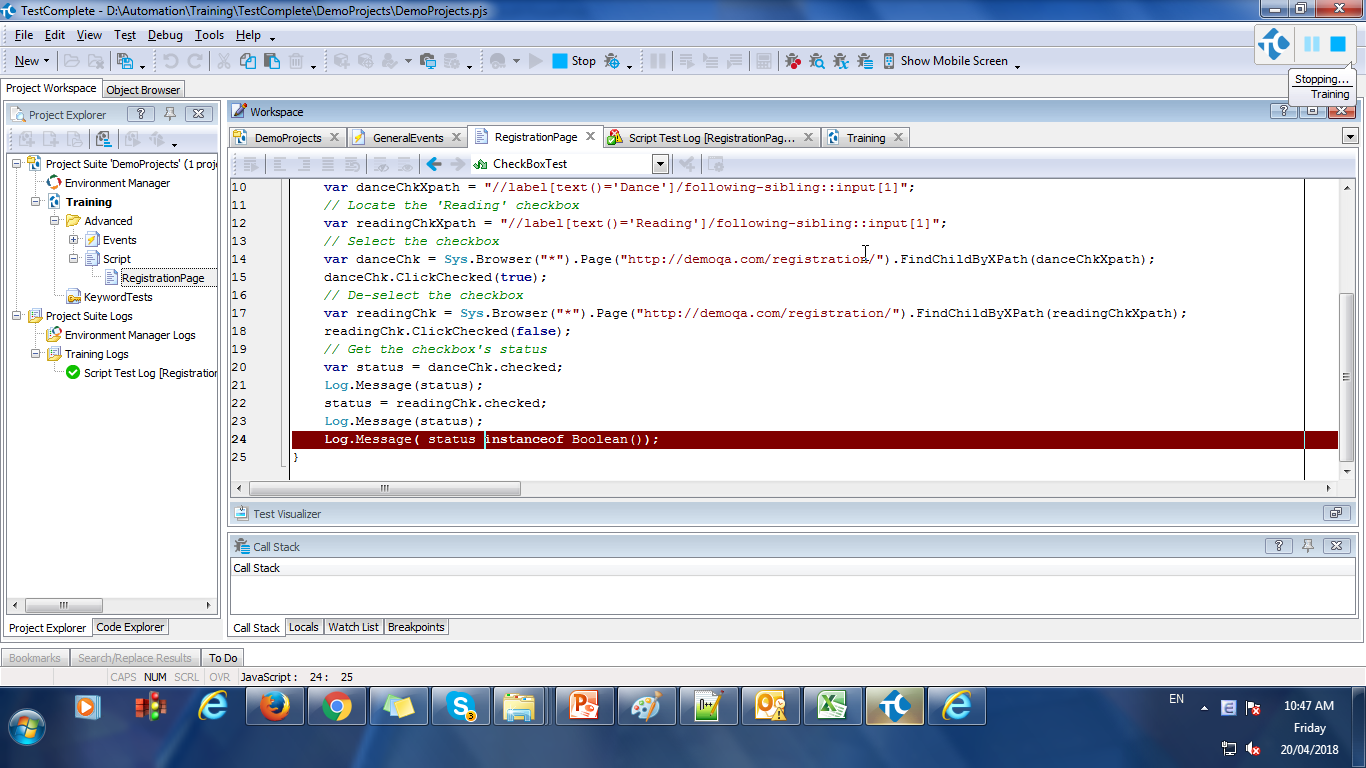 TestComplete - D:\Automation\Training\TestComplete\DemoProjects\DemoProjects.pjs
File Edit View Test Debug Tools Help
New Stop Show Mobile Screen
Stopping...
Training
Project Workspace Object Browser
Project Explorer ?
Workspace ?
DemoProjects GeneralEvents RegistrationPage Script Test Log [RegistrationPag... Training
CheckBoxTest
Project Suite 'DemoProjects' (1 proj
Environment Manager
Training
Advanced
Events
Script
RegistrationPage
KeywordTests
Project Suite Logs
Environment Manager Logs
Training Logs
Script Test Log [Registration
10 var danceChkXpath = "//label[text()='Dance']/following-sibling::input[1]";
11 // Locate the 'Reading' checkbox
12 var readingChkXpath = "//label[text()='Reading']/following-sibling::input[1]";
13 // Select the checkbox
14 var danceChk = Sys.Browser("*").Page("http://demoqa.com/registration/").FindChildByXPath(danceChkXpath);
15 danceChk.ClickChecked(true);
16 // De-select the checkbox
17 var readingChk = Sys.Browser("*").Page("http://demoqa.com/registration/").FindChildByXPath(readingChkXpath);
18 readingChk.ClickChecked(false);
19 // Get the checkbox's status
20 var status = danceChk.checked;
21 Log.Message(status);
22 status = readingChk.checked;
23 Log.Message(status);
24 Log.Message( status instanceof Boolean());
25 }
Test Visualizer
Call Stack ?
Call Stack
Project Explorer Code Explorer
Call Stack Locals Watch List Breakpoints
Bookmarks Search/Replace Results To Do
CAPS NUM SCRL OVR JavaScript : 24 : 25
EN
10:47 AM
Friday
20/04/2018